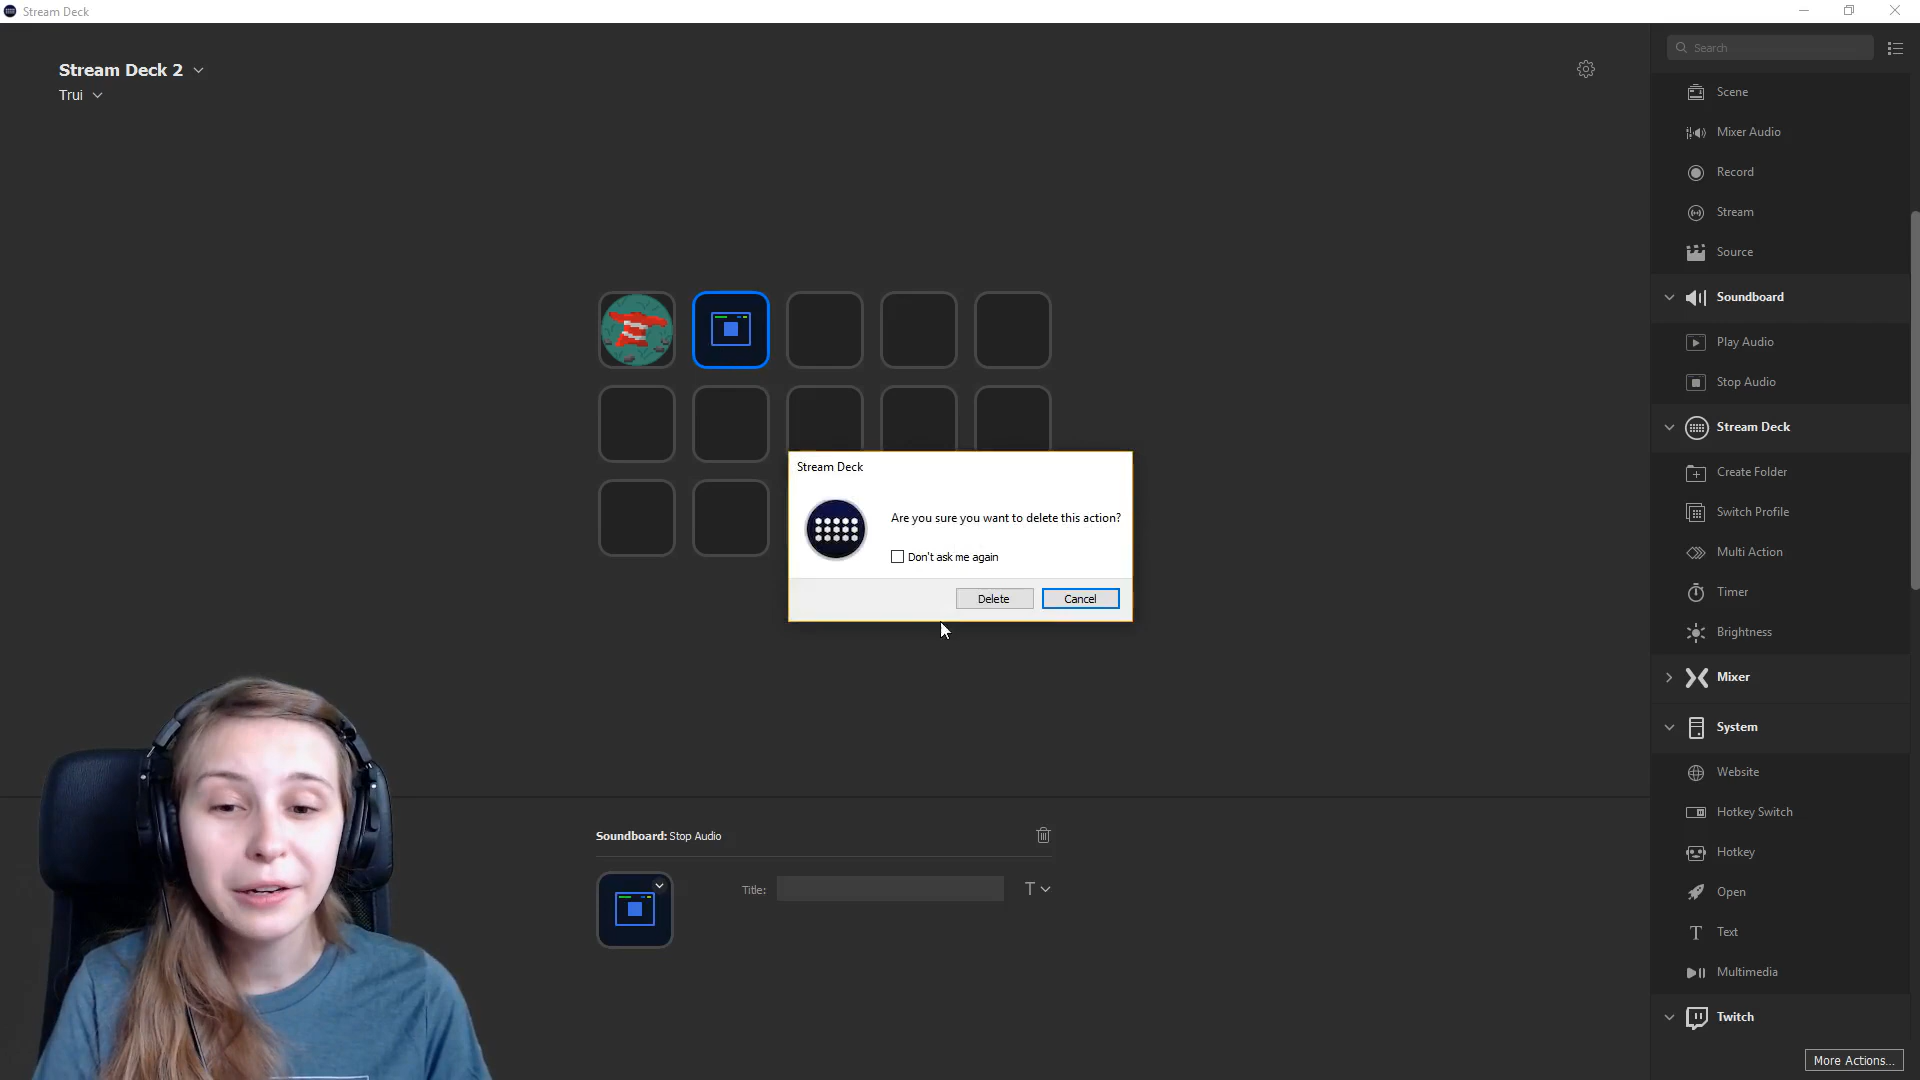 Stream Deck
Stream Deck 2
Trui
Search
Scene
Mixer Audio
Record
Stream
Source
Soundboard
Play Audio
Stop Audio
Stream Deck
Create Folder
Switch Profile
Multi Action
Timer
Brightness
Mixer
System
Website
Hotkey Switch
Hotkey
Open
Text
Multimedia
Twitch
More Actions...
Stream Deck
Are you sure you want to delete this action?
Don't ask me again
Delete
Cancel
Soundboard: Stop Audio
Title:
T